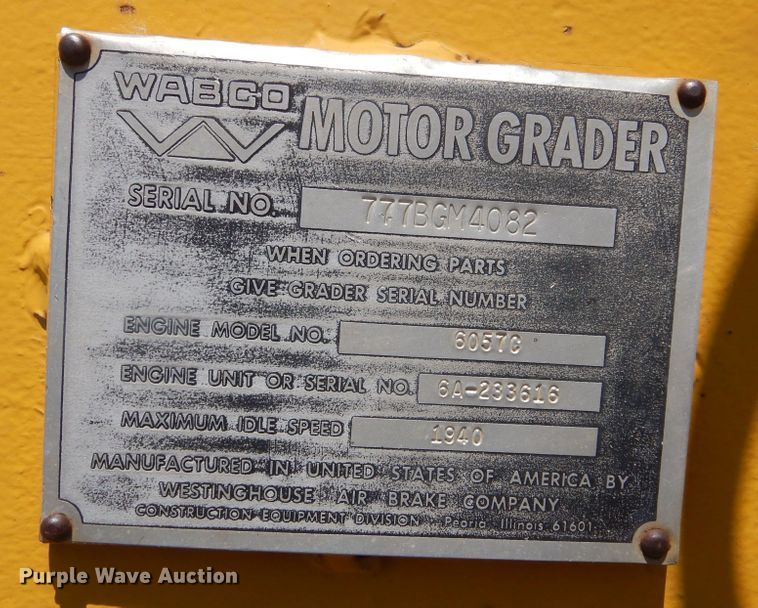 WABCO
MOTOR GRADER
SERIAL NO. 777BGM4082
WHEN ORDERING PARTS
GIVE GRADER SERIAL NUMBER
ENGINE MODEL NO. 6057C
ENGINE UNIT OR SERIAL NO. 6A-233616
MAXIMUM IDLE SPEED 1940
MANUFACTURED IN UNITED STATES OF AMERICA BY
WESTINGHOUSE AIR BRAKE COMPANY
CONSTRUCTION EQUIPMENT DIVISION - Peoria, Illinois 61601
Purple Wave Auction